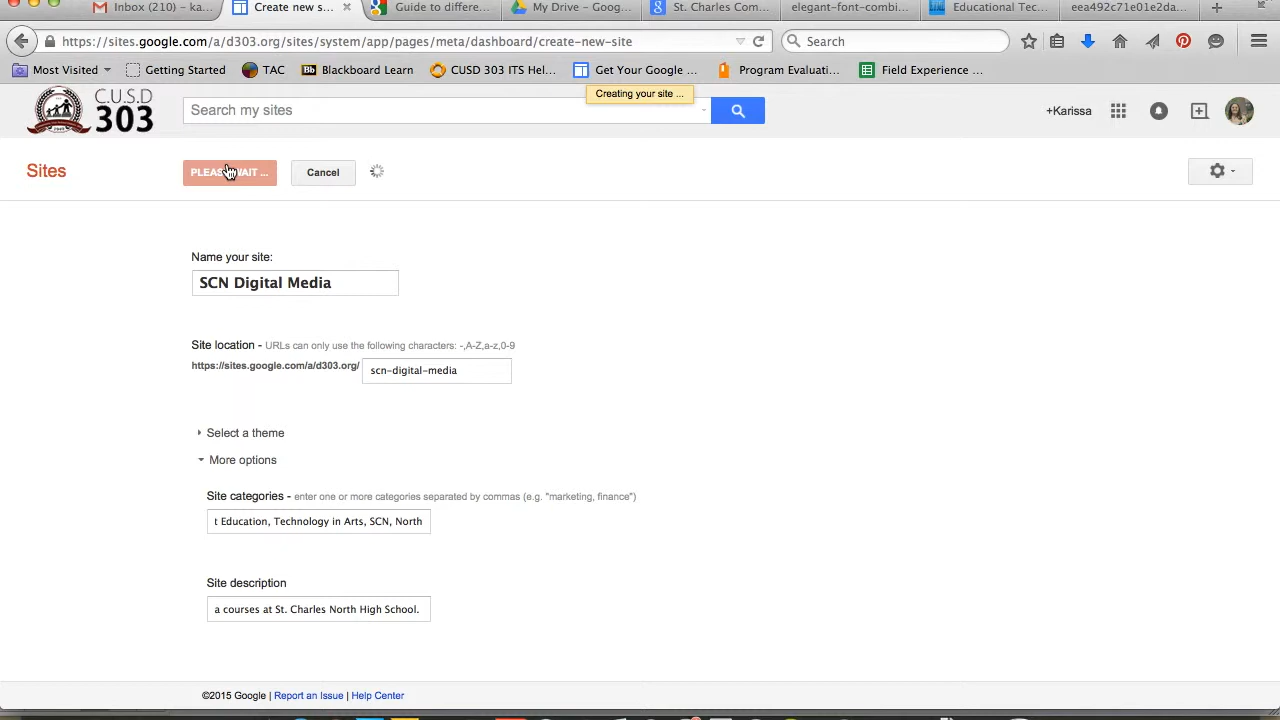 Inbox (210) – ka... Create new s... Guide to differe... My Drive – Goog... St. Charles Com... elegant-font-combi... Educational Tec... eea492c71e01e2da...
https://sites.google.com/a/d303.org/sites/system/app/pages/meta/dashboard/create-new-site Search
Most Visited Getting Started TAC Bb Blackboard Learn CUSD 303 ITS Hel... Get Your Google ... Program Evaluati... Field Experience ...
Creating your site ...
C.U.S.D
303
Search my sites
+Karissa
Sites
PLEASE WAIT ...
Cancel
Name your site:
SCN Digital Media
Site location - URLs can only use the following characters: -,A-Z,a-z,0-9
https://sites.google.com/a/d303.org/ scn-digital-media
Select a theme
More options
Site categories - enter one or more categories separated by commas (e.g. "marketing, finance")
t Education, Technology in Arts, SCN, North
Site description
a courses at St. Charles North High School.
©2015 Google | Report an Issue | Help Center